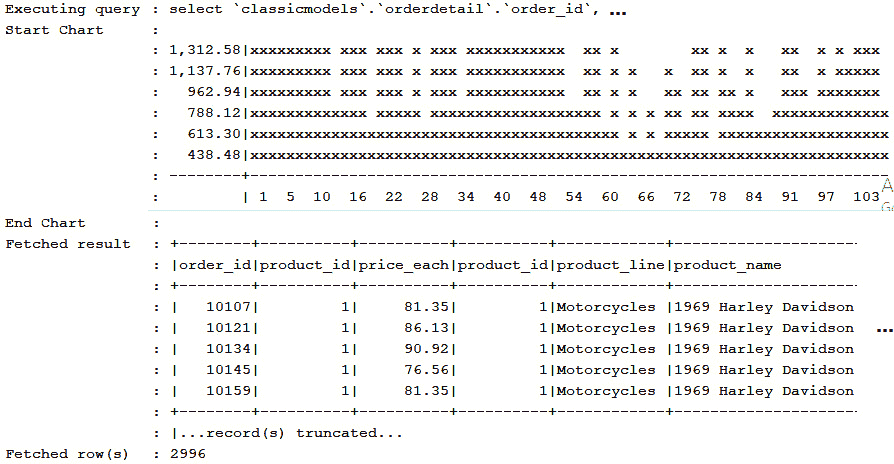 Executing query : select `classicmodels`.`orderdetail`.`order_id`, ...
Start Chart      :
                 : 1,312.58|xxxxxxxxx xxx xxx x xxx xxxxxxxxxxx  xx x        xx x  x   xx  x x xxx
                 : 1,137.76|xxxxxxxxx xxx xxx x xxx xxxxxxxxxxx  xx x x   x  xx x  x   xx  x xxxxx
                 :   962.94|xxxxxxxxx xxx xxx x xxx xxxxxxxxxxx  xx x x   xx xx x xx   xxx xxxxxxx
                 :   788.12|xxxxxxxxxxxxx xxxxx xxxxxxxxxxxxxxxxxxxx x x x xx xx xxxx  xxxxxxxxxxxxx
                 :   613.30|xxxxxxxxxxxxxxxxxxxxxxxxxxxxxxxxxxxxxxxxx x x xxxxx xxxxxxxxxxxxxxxxxxx
                 :   438.48|xxxxxxxxxxxxxxxxxxxxxxxxxxxxxxxxxxxxxxxxxxxxxxxxxxxxxxxxxxxxxxxxxxxxxxx
                 : --------+-----------------------------------------------------------------------
                 :         | 1  5  10  16  22  28  34  40  48  54  60  66  72  78  84  91  97  103
End Chart        :
Fetched result   : +--------+----------+----------+----------+------------+--------------------
                 : |order_id|product_id|price_each|product_id|product_line|product_name
                 : +--------+----------+----------+----------+------------+--------------------
                 : |   10107|         1|     81.35|         1|Motorcycles |1969 Harley Davidson
                 : |   10121|         1|     86.13|         1|Motorcycles |1969 Harley Davidson ...
                 : |   10134|         1|     90.92|         1|Motorcycles |1969 Harley Davidson
                 : |   10145|         1|     76.56|         1|Motorcycles |1969 Harley Davidson
                 : |   10159|         1|     81.35|         1|Motorcycles |1969 Harley Davidson
                 : +--------+----------+----------+----------+------------+--------------------
                 : |...record(s) truncated...
Fetched row(s)   : 2996